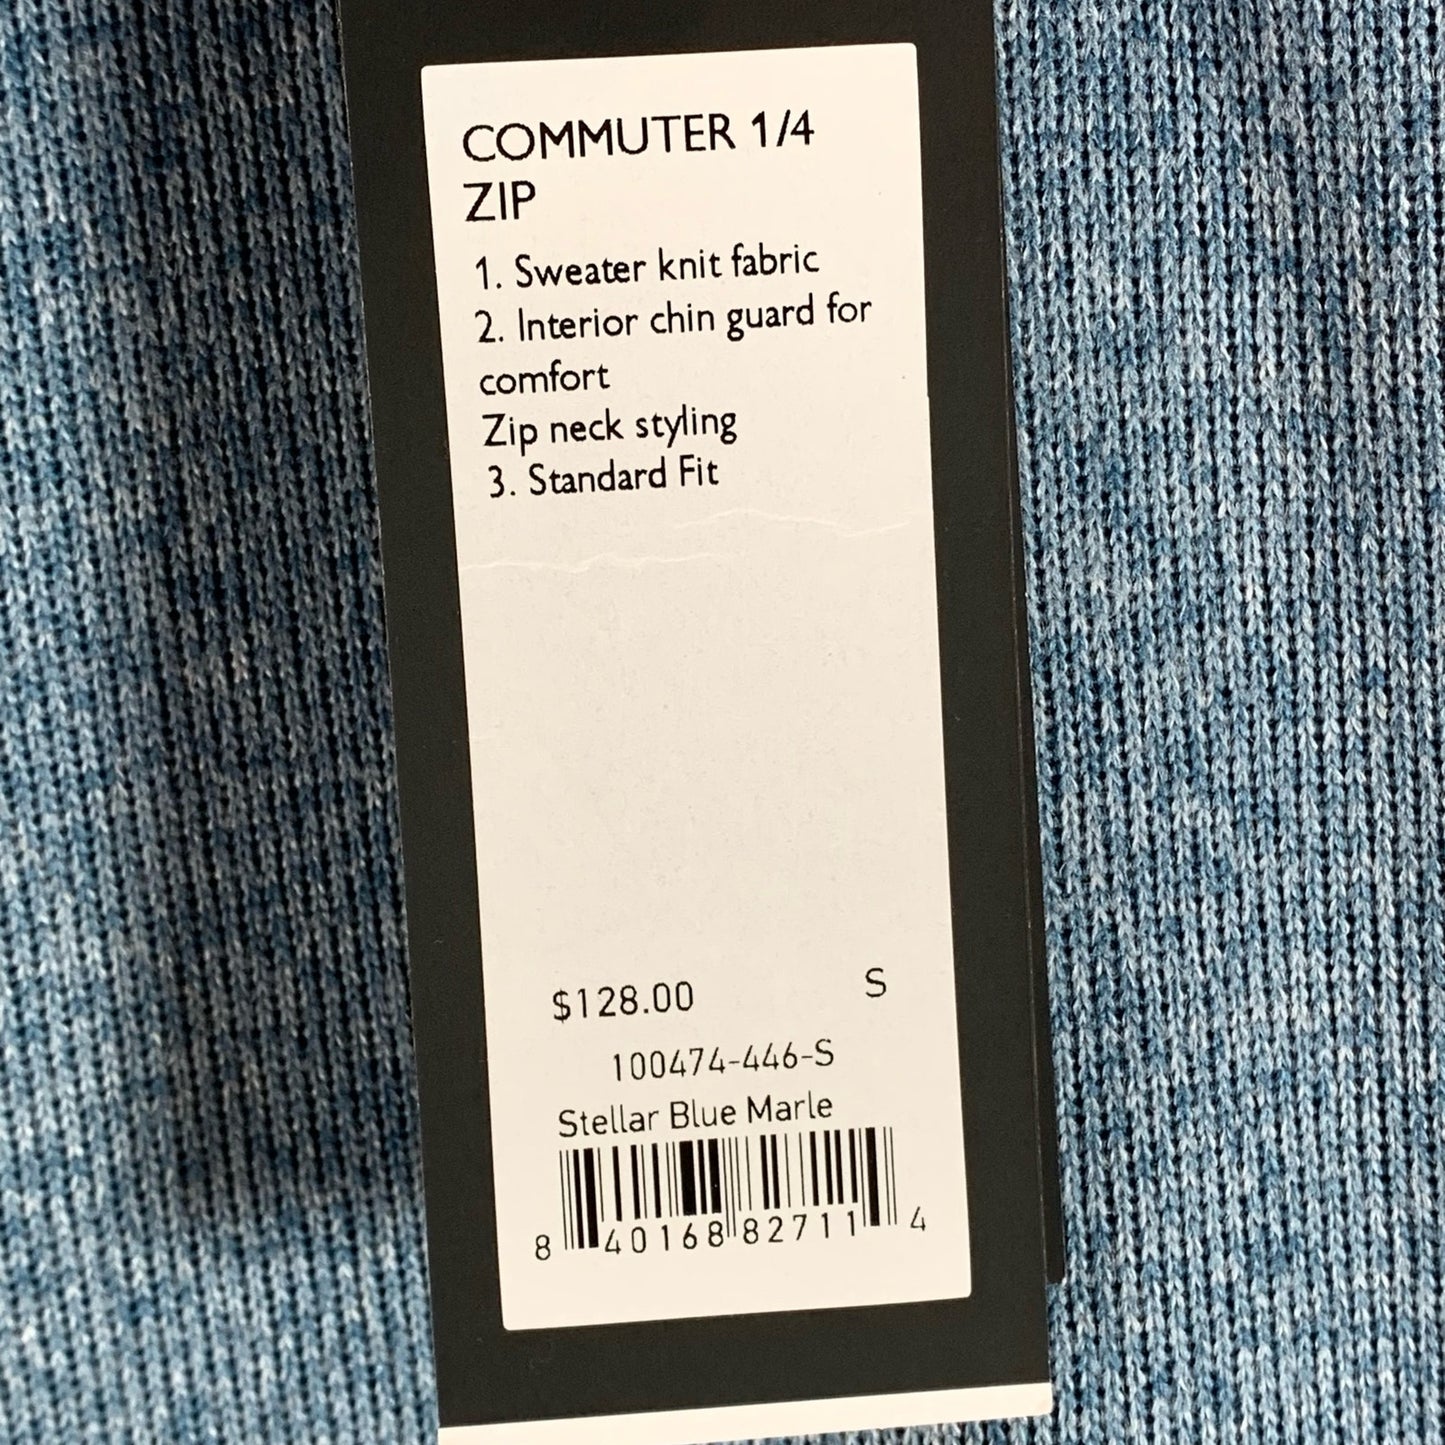 COMMUTER 1/4
ZIP
1. Sweater knit fabric
2. Interior chin guard for
comfort
Zip neck styling
3. Standard Fit
$128.00 S
100474-446-S
Stellar Blue Marle
8 40168 82711 4